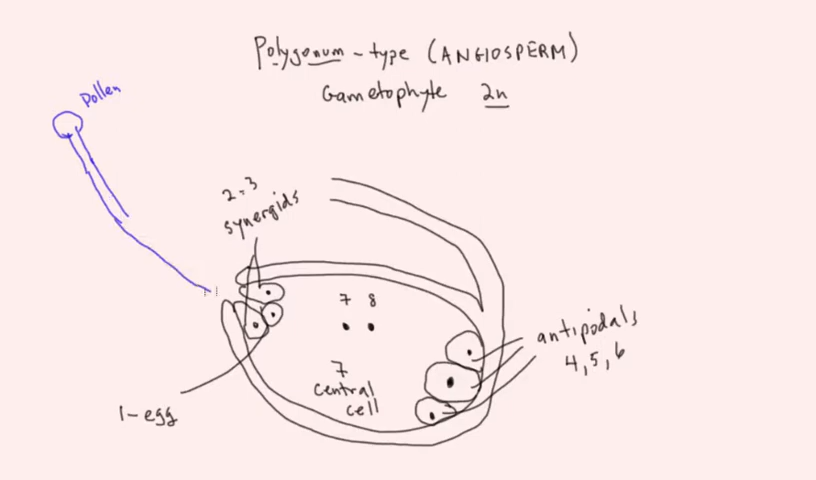 Polygonum-type (ANGIOSPERM)
Gametophyte 2n
Pollen
2+3
synergids
7 8
7
central
cell
antipodals
4,5,6
1-egg